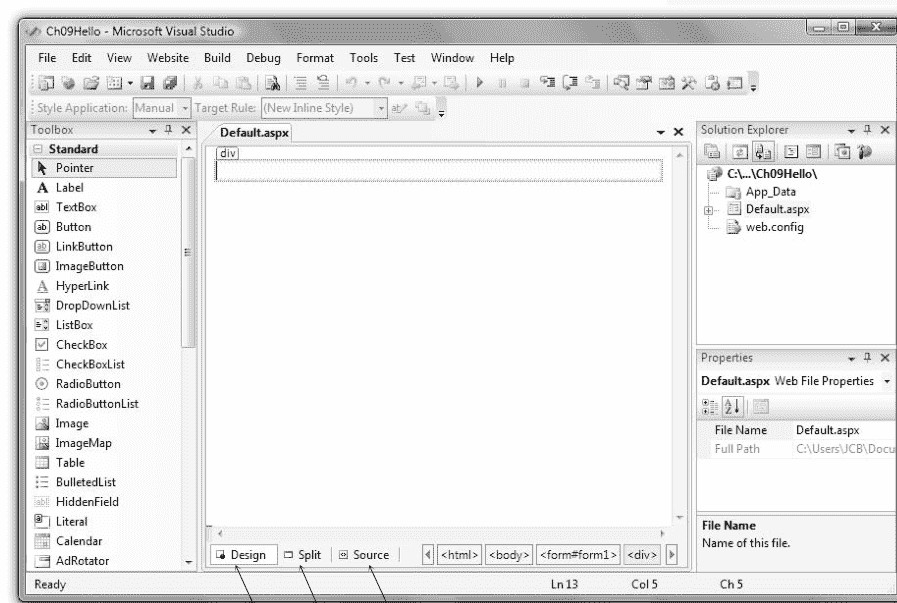 Ch09Hello - Microsoft Visual Studio
File Edit View Website Build Debug Format Tools Test Window Help
Style Application: Manual Target Rule: (New Inline Style)
Toolbox
Standard
Pointer
Label
TextBox
Button
LinkButton
ImageButton
HyperLink
DropDownList
ListBox
CheckBox
CheckBoxList
RadioButton
RadioButtonList
Image
ImageMap
Table
BulletedList
HiddenField
Literal
Calendar
AdRotator
Default.aspx
div
Design Split Source <html> <body> <form#form1> <div>
Solution Explorer
C:\...\Ch09Hello\
App_Data
Default.aspx
web.config
Properties
Default.aspx Web File Properties
File Name Default.aspx
Full Path C:\Users\JCB\Docu
File Name
Name of this file.
Ready Ln 13 Col 5 Ch 5